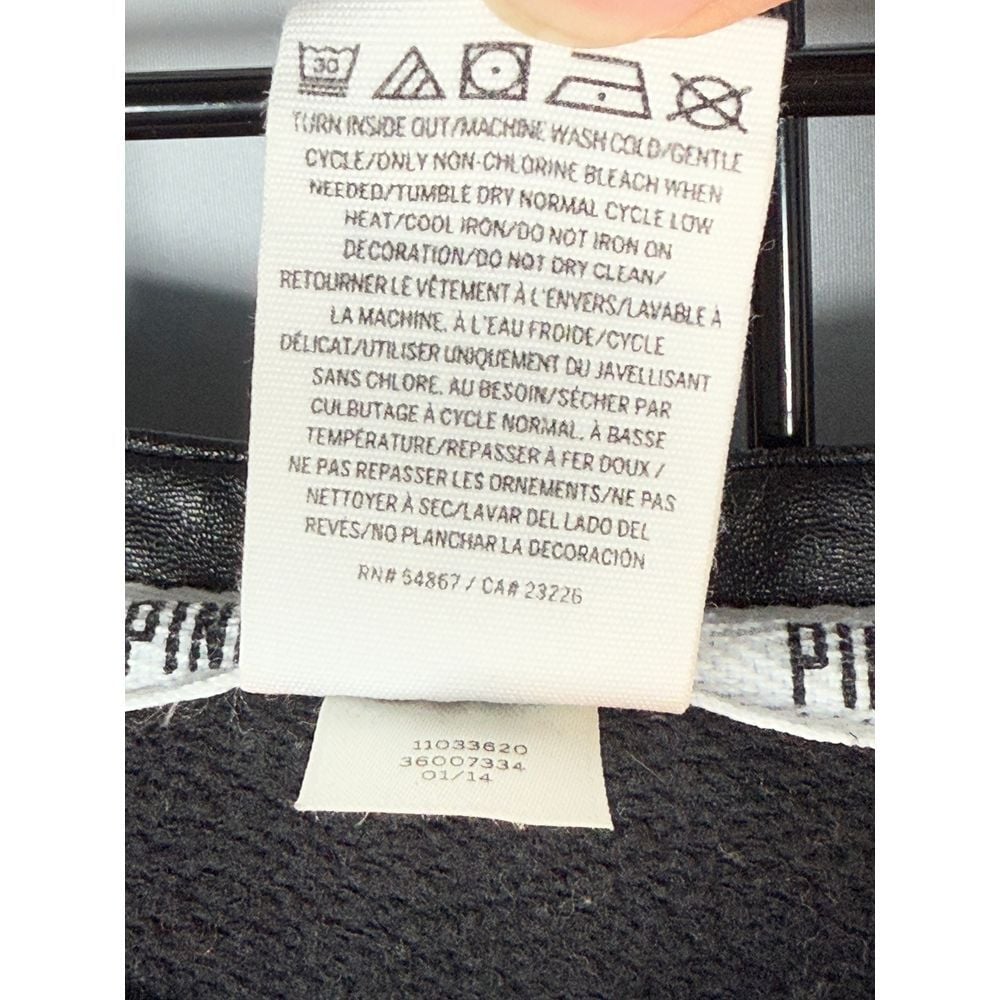 30
TURN INSIDE OUT/MACHINE WASH COLD/GENTLE
CYCLE/ONLY NON-CHLORINE BLEACH WHEN
NEEDED/TUMBLE DRY NORMAL CYCLE LOW
HEAT/COOL IRON/DO NOT IRON ON
DECORATION/DO NOT DRY CLEAN/
RETOURNER LE VÊTEMENT À L'ENVERS/LAVABLE À
LA MACHINE, À L'EAU FROIDE/CYCLE
DÉLICAT/UTILISER UNIQUEMENT DU JAVELLISANT
SANS CHLORE, AU BESOIN/SÉCHER PAR
CULBUTAGE À CYCLE NORMAL, À BASSE
TEMPÉRATURE/REPASSER À FER DOUX /
NE PAS REPASSER LES ORNEMENTS/NE PAS
NETTOYER À SEC/LAVAR DEL LADO DEL
REVÉS/NO PLANCHAR LA DECORACIÓN
RN# 54867 / CA# 23226
PIN
PIN
11033620
36007334
01/14